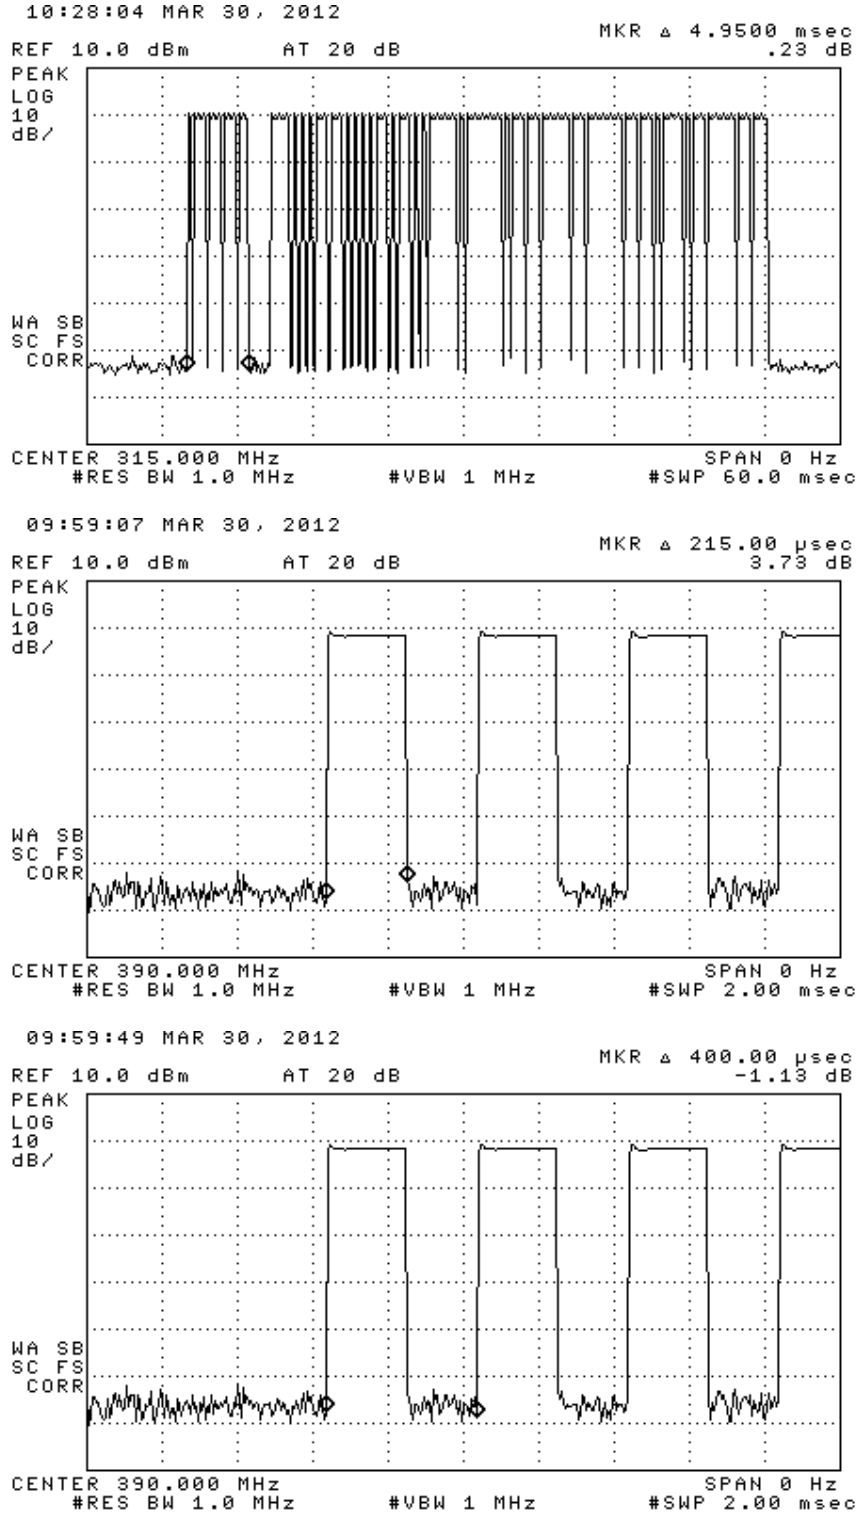 10:28:04 MAR 30, 2012
MKR Δ 4.9500 msec
REF 10.0 dBm AT 20 dB .23 dB
PEAK
LOG
10
dB/
WA SB
SC FS
CORR
CENTER 315.000 MHz SPAN 0 Hz
#RES BW 1.0 MHz #VBW 1 MHz #SWP 60.0 msec
09:59:07 MAR 30, 2012
MKR Δ 215.00 µsec
REF 10.0 dBm AT 20 dB 3.73 dB
PEAK
LOG
10
dB/
WA SB
SC FS
CORR
CENTER 390.000 MHz SPAN 0 Hz
#RES BW 1.0 MHz #VBW 1 MHz #SWP 2.00 msec
09:59:49 MAR 30, 2012
MKR Δ 400.00 µsec
REF 10.0 dBm AT 20 dB -1.13 dB
PEAK
LOG
10
dB/
WA SB
SC FS
CORR
CENTER 390.000 MHz SPAN 0 Hz
#RES BW 1.0 MHz #VBW 1 MHz #SWP 2.00 msec